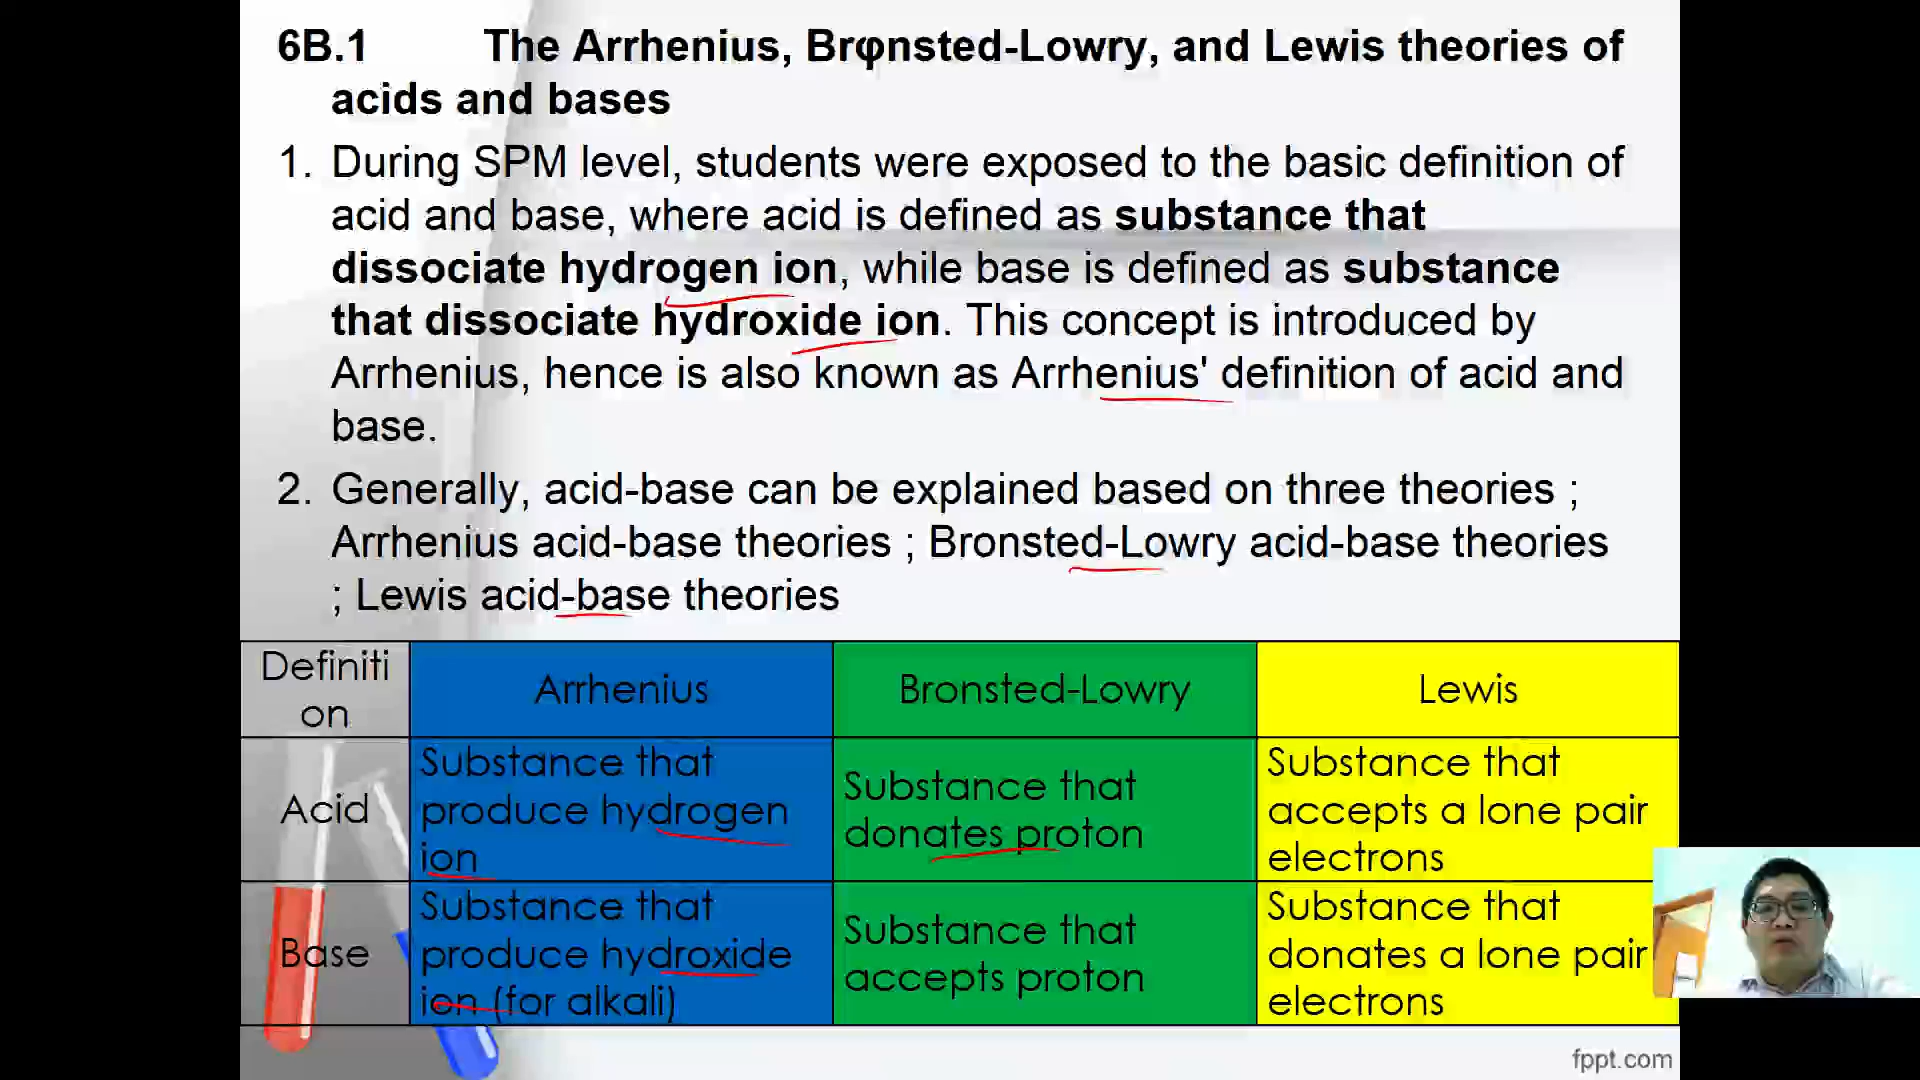 6B.1 The Arrhenius, Brφnsted-Lowry, and Lewis theories of
acids and bases
1. During SPM level, students were exposed to the basic definition of
acid and base, where acid is defined as substance that
dissociate hydrogen ion, while base is defined as substance
that dissociate hydroxide ion. This concept is introduced by
Arrhenius, hence is also known as Arrhenius' definition of acid and
base.
2. Generally, acid-base can be explained based on three theories ;
Arrhenius acid-base theories ; Bronsted-Lowry acid-base theories
; Lewis acid-base theories
Definiti
on
Arrhenius
Bronsted-Lowry
Lewis
Acid
Substance that
produce hydrogen
ion
Substance that
donates proton
Substance that
accepts a lone pair
electrons
Base
Substance that
produce hydroxide
ion (for alkali)
Substance that
accepts proton
Substance that
donates a lone pair
electrons
fppt.com